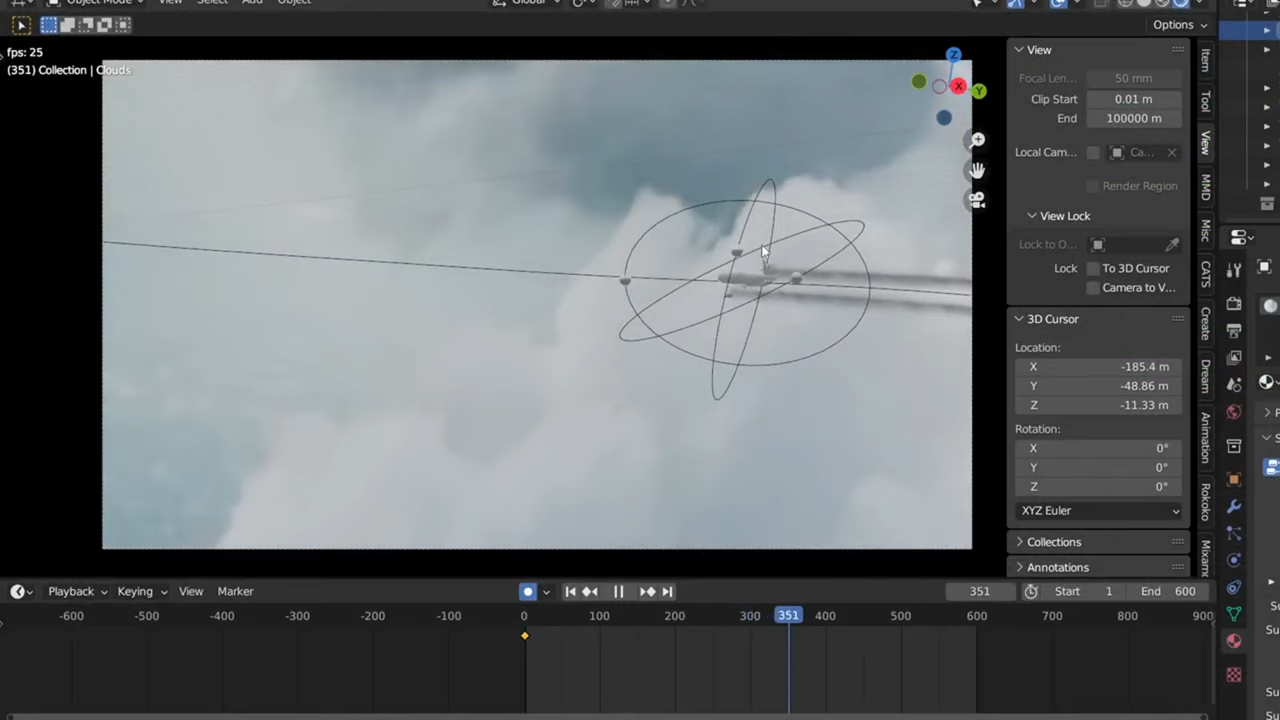 Object Mode
View
Select
Add
Object
Global
Options
fps: 25
(351) Collection | Clouds
Z
X
Y
View
Focal Len... 50 mm
Clip Start 0.01 m
End 100000 m
Local Cam... Ca...
Render Region
View Lock
Lock to O...
Lock To 3D Cursor
Camera to V...
3D Cursor
Location:
X -185.4 m
Y -48.86 m
Z -11.33 m
Rotation:
X 0°
Y 0°
Z 0°
XYZ Euler
Collections
Annotations
Item
Tool
View
MMD
Misc
CATS
Create
Dream
Animation
Rokoko
Mixam
Playback
Keying
View
Marker
351
Start 1
End 600
-600 -500 -400 -300 -200 -100 0 100 200 300 351 400 500 600 700 800 900
Su
Su
Su